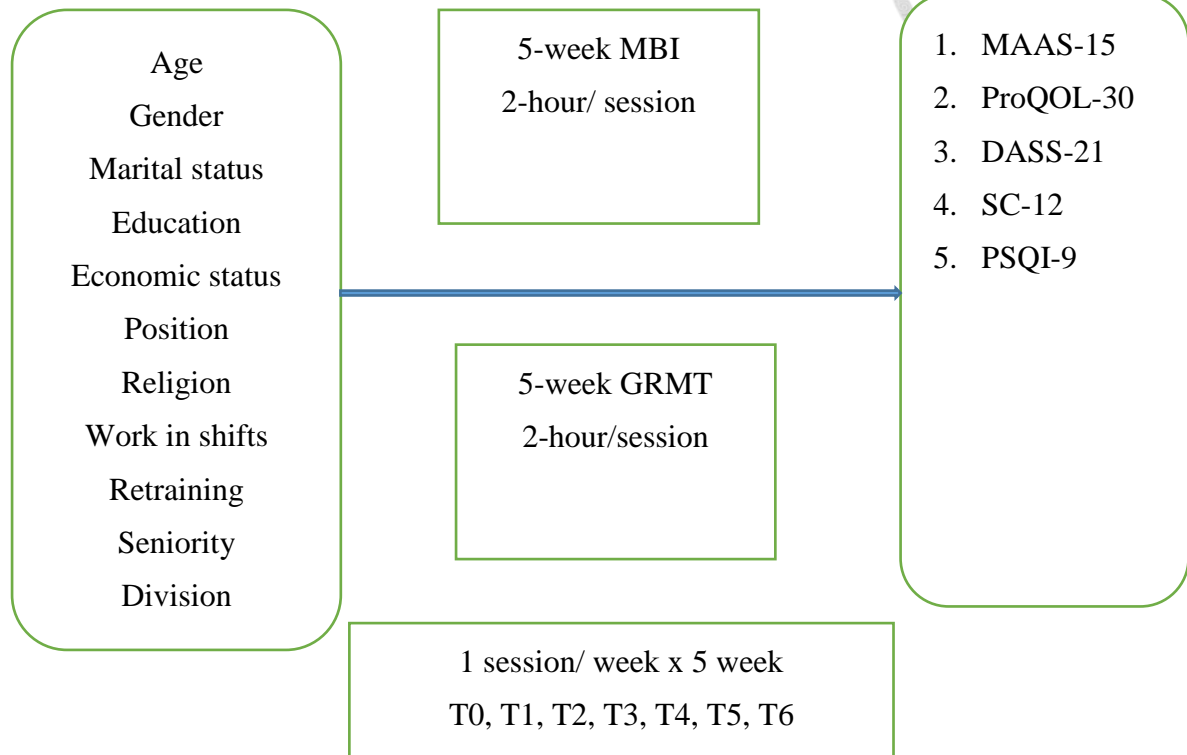 Age
Gender
Marital status
Education
Economic status
Position
Religion
Work in shifts
Retraining
Seniority
Division
5-week MBI
2-hour/ session
5-week GRMT
2-hour/session
1 session/ week x 5 week
T0, T1, T2, T3, T4, T5, T6
1. MAAS-15
2. ProQOL-30
3. DASS-21
4. SC-12
5. PSQI-9